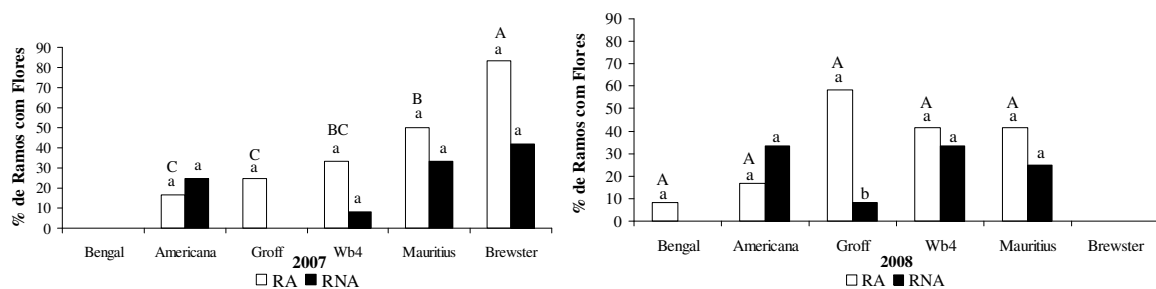 % de Ramos com Flores
90
80
70
60
50
40
30
20
10
0
C
a
a
C
a
BC
a
a
B
a
a
A
a
a
Bengal Americana Groff Wb4 Mauritius Brewster
2007
RA RNA
% de Ramos com Flores
90
80
70
60
50
40
30
20
10
0
A
a
A
a
a
A
a
b
A
a
a
A
a
a
Bengal Americana Groff Wb4 Mauritius Brewster
2008
RA RNA